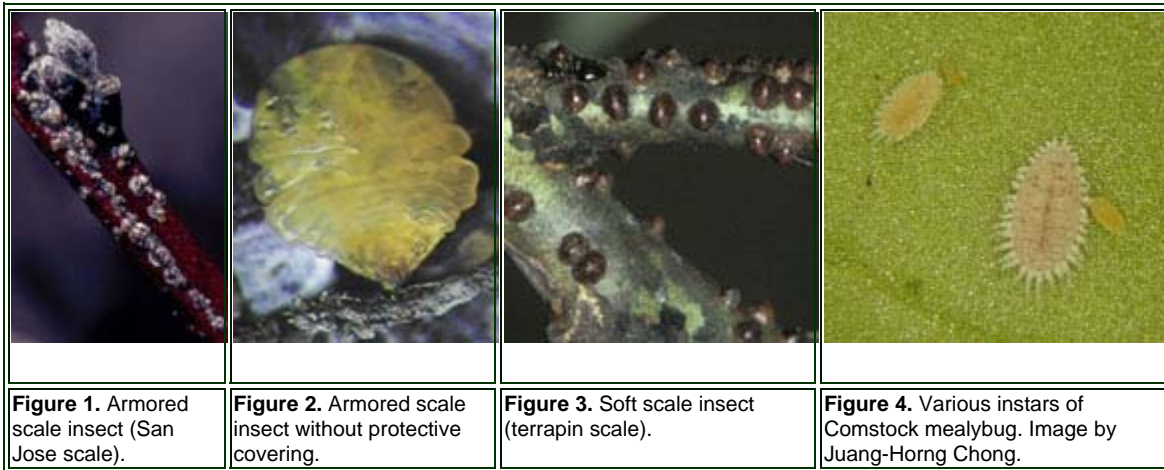 Figure 1. Armored
scale insect (San
Jose scale).
Figure 2. Armored scale
insect without protective
covering.
Figure 3. Soft scale insect
(terrapin scale).
Figure 4. Various instars of
Comstock mealybug. Image by
Juang-Horng Chong.